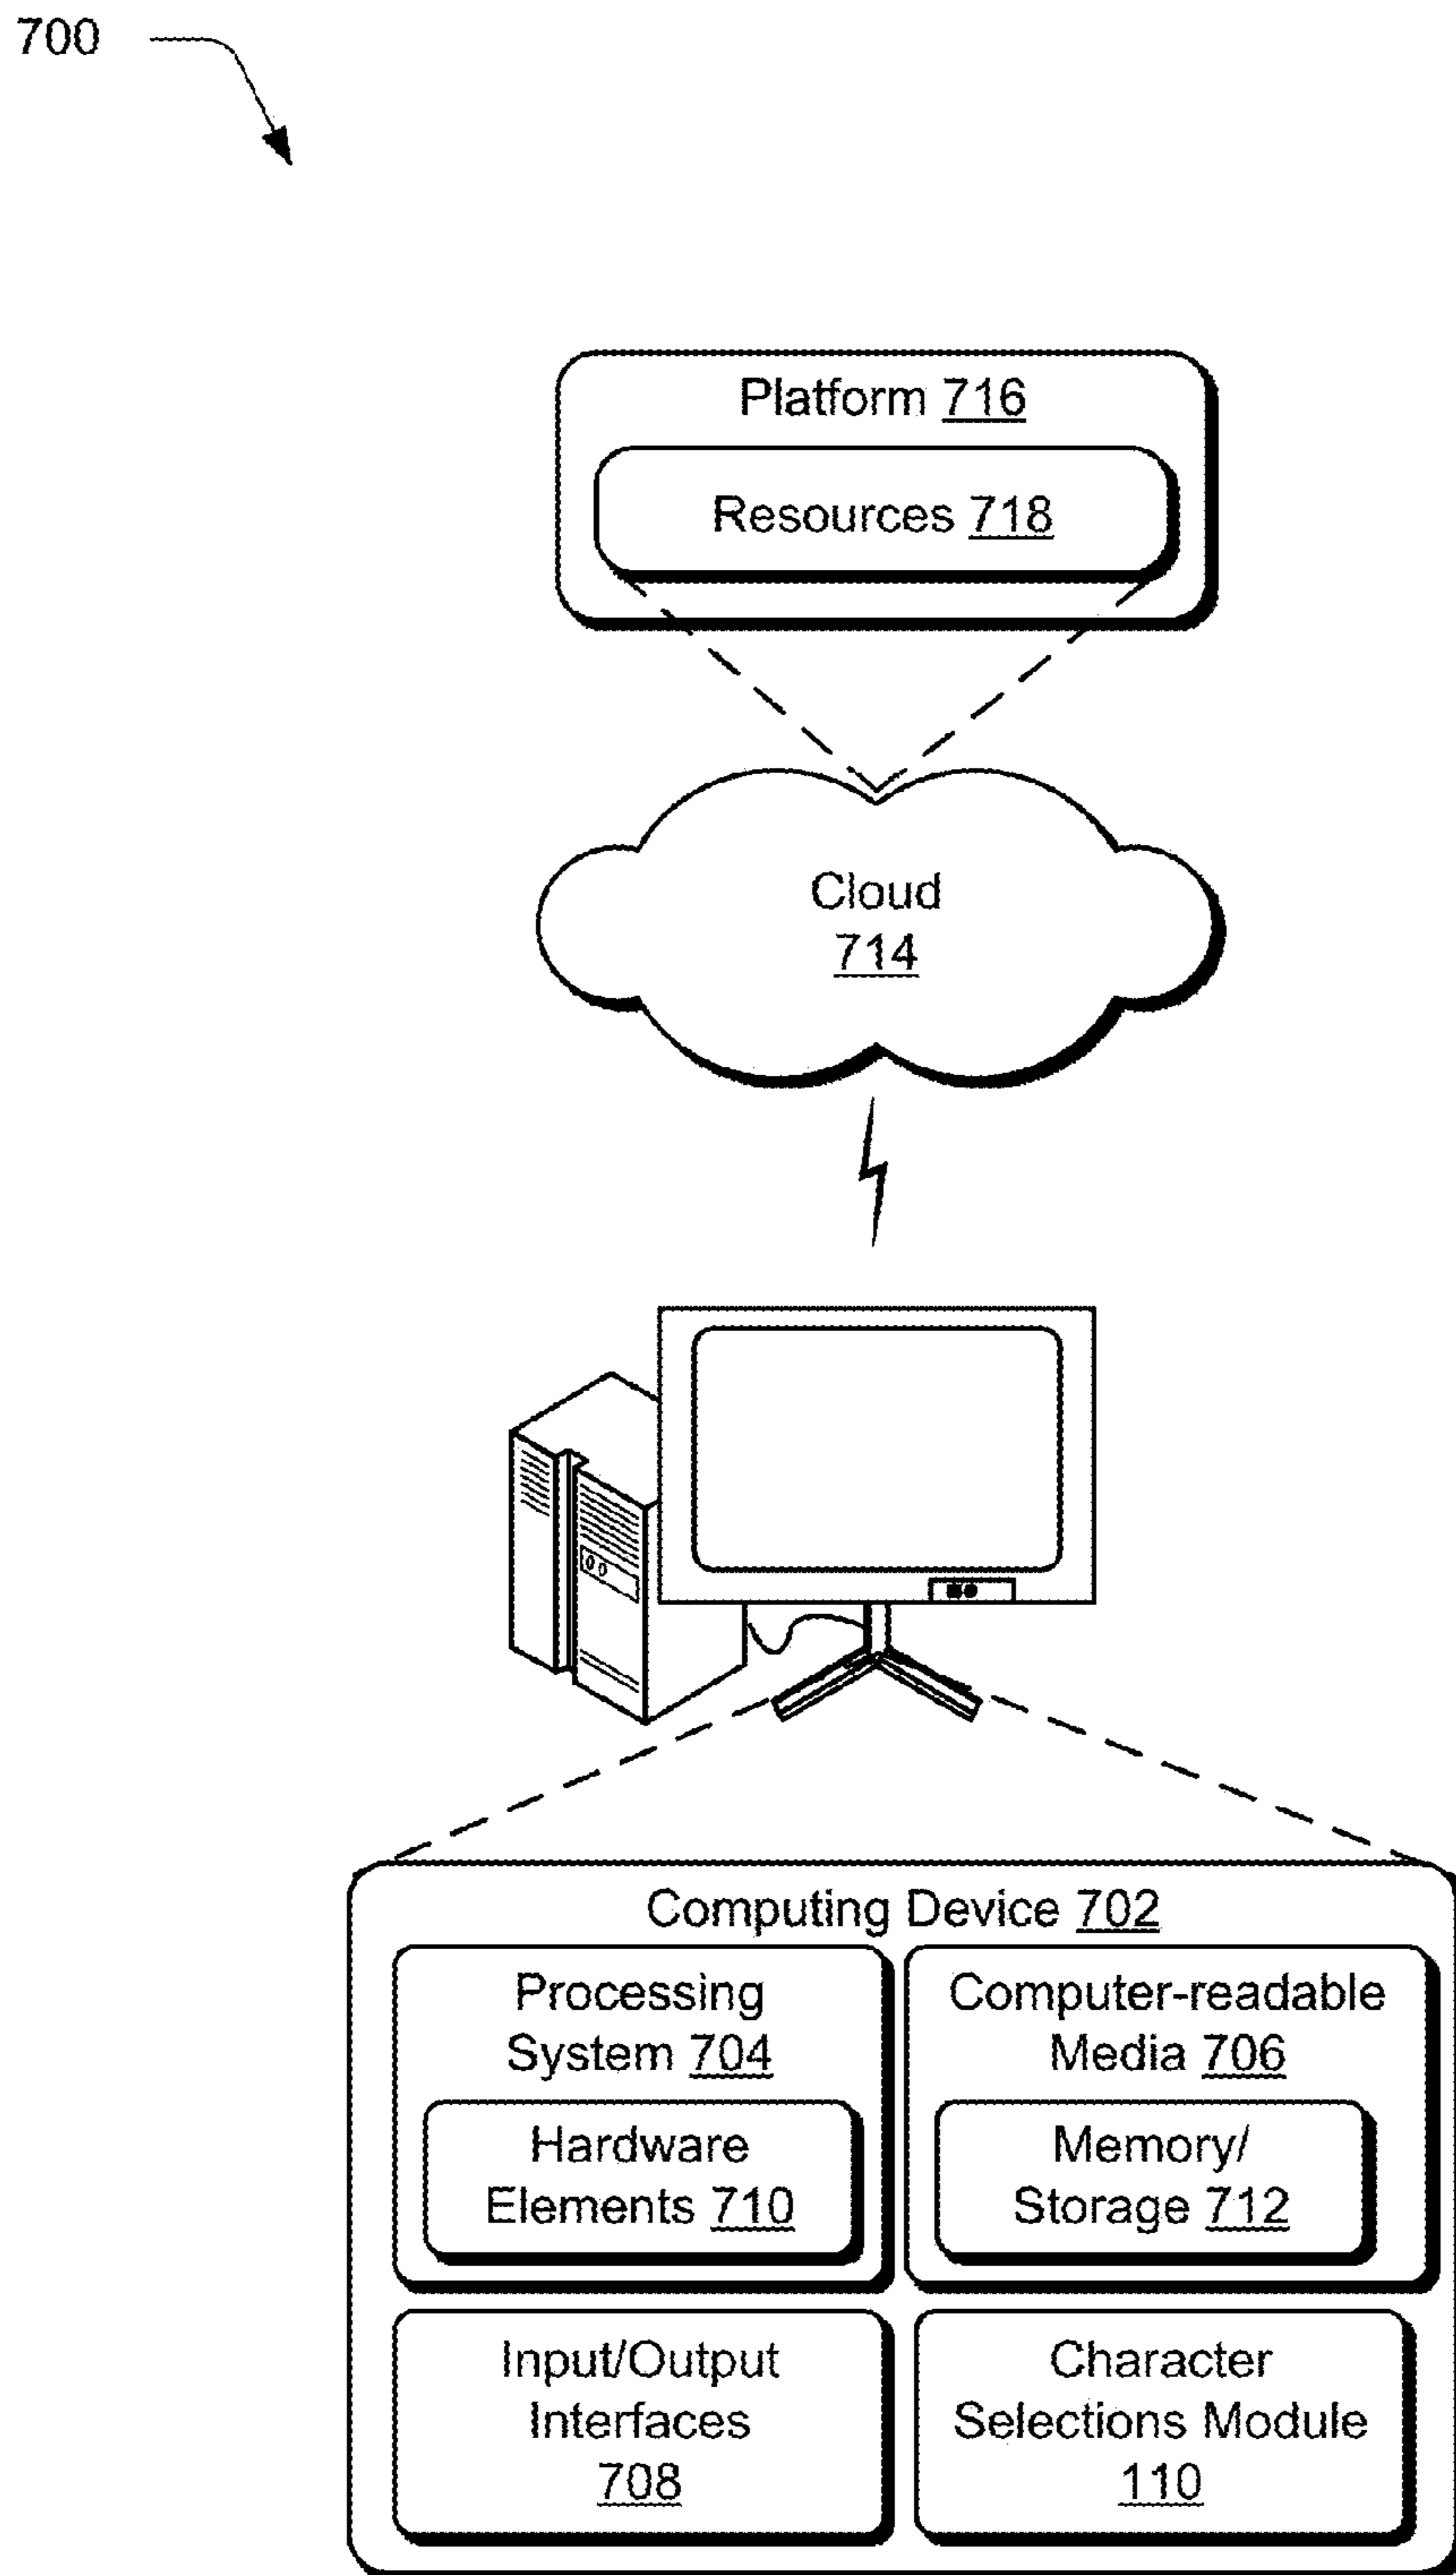 700
Platform 716
Resources 718
Cloud
714
Computing Device 702
Processing
System 704
Hardware
Elements 710
Computer-readable
Media 706
Memory/
Storage 712
Input/Output
Interfaces
708
Character
Selections Module
110